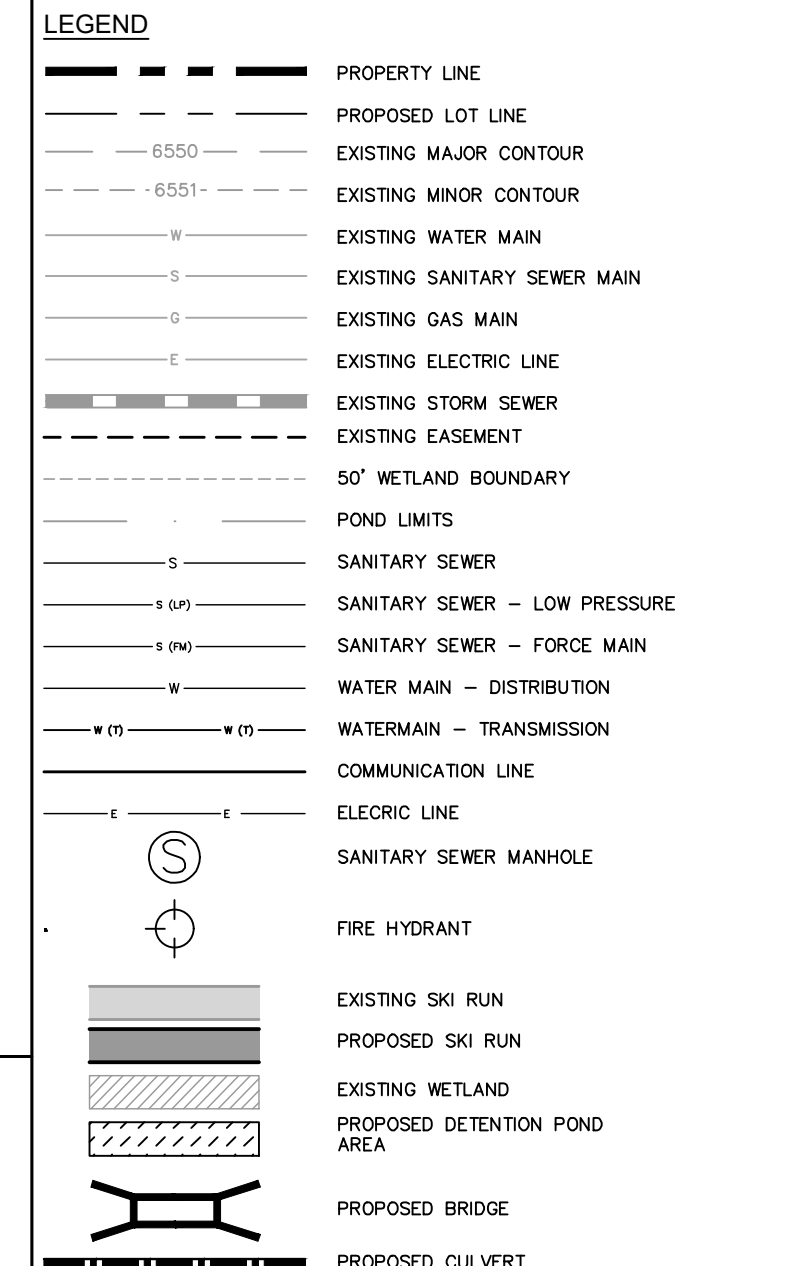 LEGEND
PROPERTY LINE
PROPOSED LOT LINE
6550 EXISTING MAJOR CONTOUR
6551 EXISTING MINOR CONTOUR
W EXISTING WATER MAIN
S EXISTING SANITARY SEWER MAIN
G EXISTING GAS MAIN
E EXISTING ELECTRIC LINE
EXISTING STORM SEWER
EXISTING EASEMENT
50' WETLAND BOUNDARY
POND LIMITS
S SANITARY SEWER
S (LP) SANITARY SEWER – LOW PRESSURE
S (FM) SANITARY SEWER – FORCE MAIN
W WATER MAIN – DISTRIBUTION
W (T) W (T) WATERMAIN – TRANSMISSION
COMMUNICATION LINE
E E ELECRIC LINE
S SANITARY SEWER MANHOLE
FIRE HYDRANT
EXISTING SKI RUN
PROPOSED SKI RUN
EXISTING WETLAND
PROPOSED DETENTION POND
AREA
PROPOSED BRIDGE
PROPOSED CULVERT